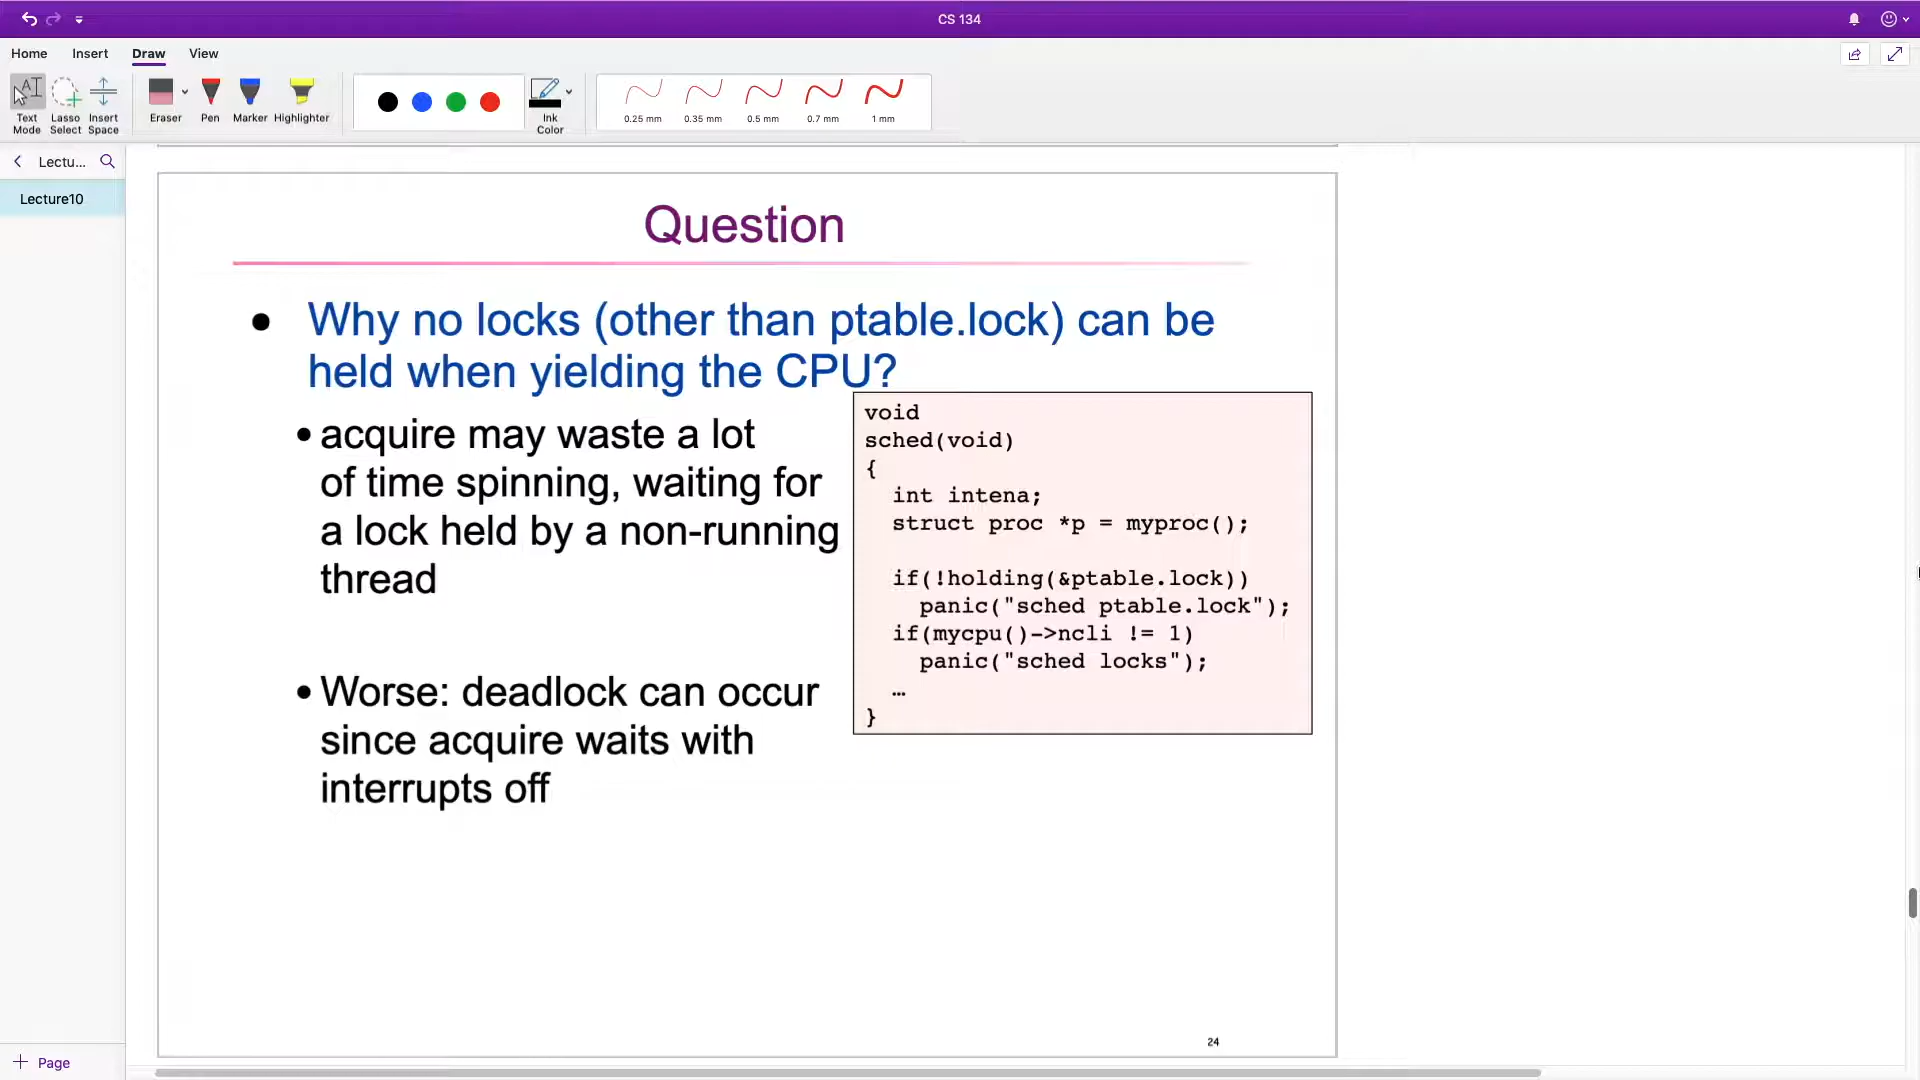 CS 134
Home Insert Draw View
Text Mode
Lasso Select
Insert Space
Eraser
Pen
Marker
Highlighter
Ink Color
0.25 mm
0.35 mm
0.5 mm
0.7 mm
1 mm
Lectu...
Lecture10
Question
• Why no locks (other than ptable.lock) can be
held when yielding the CPU?
• acquire may waste a lot
of time spinning, waiting for
a lock held by a non-running
thread
• Worse: deadlock can occur
since acquire waits with
interrupts off
void
sched(void)
{
  int intena;
  struct proc *p = myproc();
  if(!holding(&ptable.lock))
    panic("sched ptable.lock");
  if(mycpu()->ncli != 1)
    panic("sched locks");
  …
}
24
+ Page